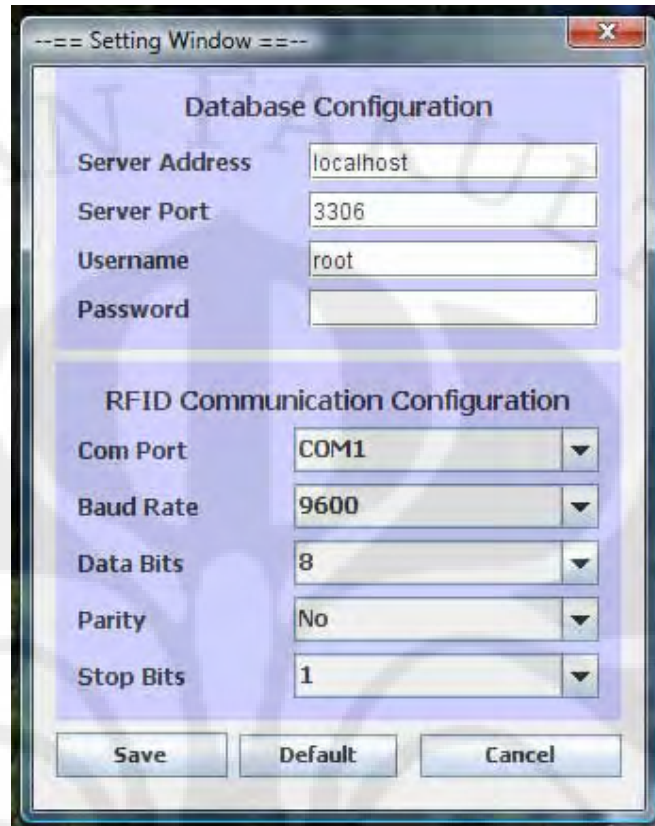 --== Setting Window ==--
Database Configuration
Server Address localhost
Server Port 3306
Username root
Password
RFID Communication Configuration
Com Port COM1
Baud Rate 9600
Data Bits 8
Parity No
Stop Bits 1
Save Default Cancel